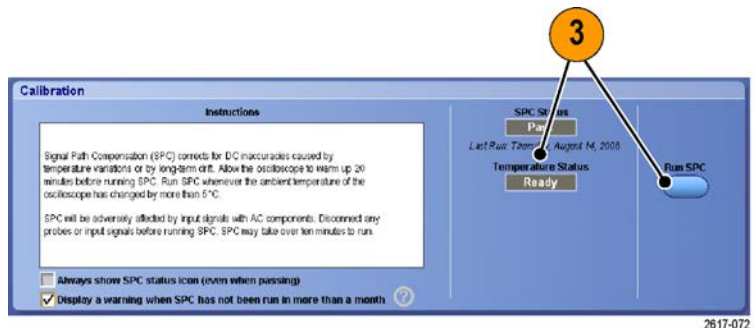 3
Calibration
Instructions
Signal Path Compensation (SPC) corrects for DC inaccuracies caused by
temperature variations or by long-term drift. Allow the oscilloscope to warm up 20
minutes before running SPC. Run SPC whenever the ambient temperature of the
oscilloscope has changed by more than 5°C.
SPC will be adversely affected by input signals with AC components. Disconnect any
probes or input signals before running SPC. SPC may take over ten minutes to run.
Always show SPC status icon (even when passing)
Display a warning when SPC has not been run in more than a month ?
SPC Status
Pass
Last Run: Thursday, August 14, 2008
Temperature Status
Ready
Run SPC
2617-072